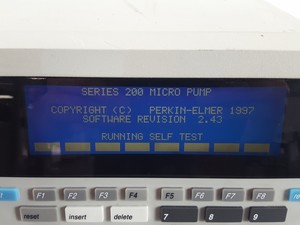 SERIES 200 MICRO PUMP
COPYRIGHT (C) PERKIN-ELMER 1997
SOFTWARE REVISION 2.43
RUNNING SELF TEST
F1 F2 F3 F4 F5 F6 F7 F8
reset insert delete 7 8 9